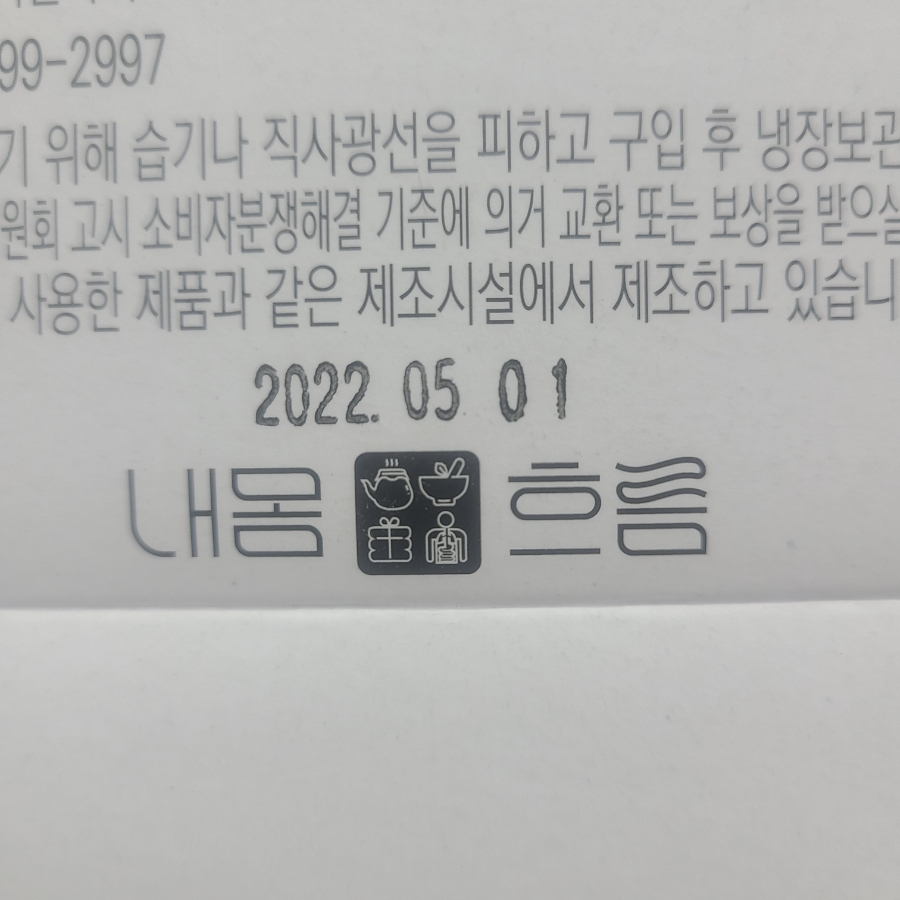 99-2997
기 위해 습기나 직사광선을 피하고 구입 후 냉장보관
원회 고시 소비자분쟁해결 기준에 의거 교환 또는 보상을 받으실
사용한 제품과 같은 제조시설에서 제조하고 있습니
2022. 05 01
내몸 흐름